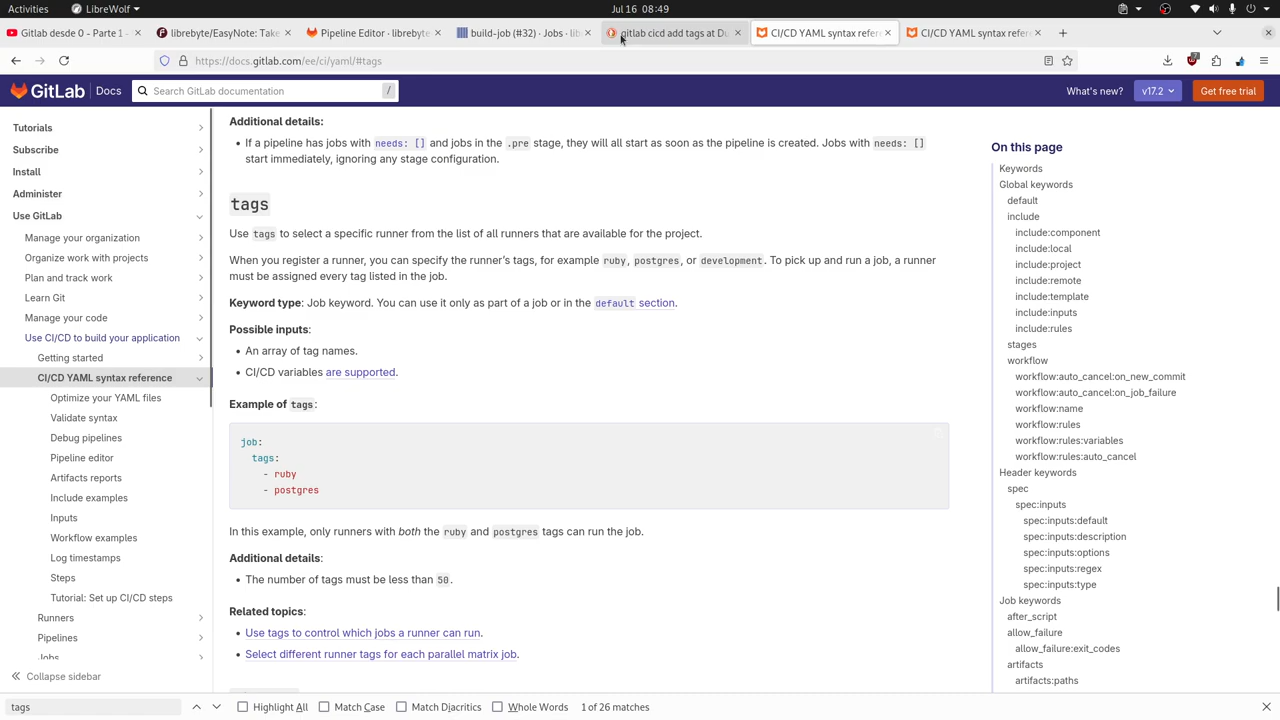 Activities
LibreWolf
Jul 16 08:49
Gitlab desde 0 - Parte 1 -
librebyte/EasyNote: Take
Pipeline Editor · librebyte
build-job (#32) · Jobs · lib
gitlab cicd add tags at Du
CI/CD YAML syntax refere
CI/CD YAML syntax refere
https://docs.gitlab.com/ee/ci/yaml/#tags
7
GitLab Docs
Search GitLab documentation
/
What's new?
v17.2
Get free trial
Tutorials
Subscribe
Install
Administer
Use GitLab
Manage your organization
Organize work with projects
Plan and track work
Learn Git
Manage your code
Use CI/CD to build your application
Getting started
CI/CD YAML syntax reference
Optimize your YAML files
Validate syntax
Debug pipelines
Pipeline editor
Artifacts reports
Include examples
Inputs
Workflow examples
Log timestamps
Steps
Tutorial: Set up CI/CD steps
Runners
Pipelines
Jobs
Collapse sidebar
Additional details:
• If a pipeline has jobs with needs: [] and jobs in the .pre stage, they will all start as soon as the pipeline is created. Jobs with needs: []
start immediately, ignoring any stage configuration.
tags
Use tags to select a specific runner from the list of all runners that are available for the project.
When you register a runner, you can specify the runner's tags, for example ruby, postgres, or development. To pick up and run a job, a runner
must be assigned every tag listed in the job.
Keyword type: Job keyword. You can use it only as part of a job or in the default section.
Possible inputs:
• An array of tag names.
• CI/CD variables are supported.
Example of tags:
job:
tags:
- ruby
- postgres
In this example, only runners with both the ruby and postgres tags can run the job.
Additional details:
• The number of tags must be less than 50.
Related topics:
• Use tags to control which jobs a runner can run.
• Select different runner tags for each parallel matrix job.
On this page
Keywords
Global keywords
default
include
include:component
include:local
include:project
include:remote
include:template
include:inputs
include:rules
stages
workflow
workflow:auto_cancel:on_new_commit
workflow:auto_cancel:on_job_failure
workflow:name
workflow:rules
workflow:rules:variables
workflow:rules:auto_cancel
Header keywords
spec
spec:inputs
spec:inputs:default
spec:inputs:description
spec:inputs:options
spec:inputs:regex
spec:inputs:type
Job keywords
after_script
allow_failure
allow_failure:exit_codes
artifacts
artifacts:paths
tags
Highlight All
Match Case
Match Diacritics
Whole Words
1 of 26 matches